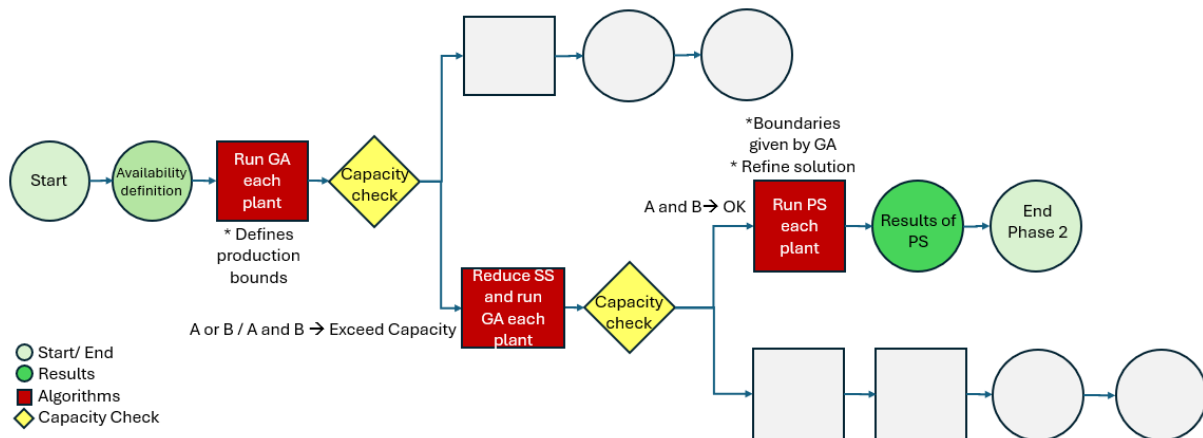 Start
Availability
definition
Run GA
each
plant
* Defines
production
bounds
Capacity
check
A or B / A and B → Exceed Capacity
Reduce SS
and run
GA each
plant
Capacity
check
A and B→ OK
*Boundaries
given by GA
* Refine solution
Run PS
each
plant
Results of
PS
End
Phase 2
Start/ End
Results
Algorithms
Capacity Check